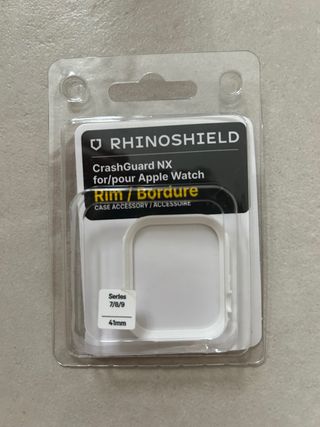 RHINOSHIELD
CrashGuard NX
for/pour Apple Watch
Rim / Bordure
CASE ACCESSORY / ACCESSOIRE
Series
7/8/9
41mm